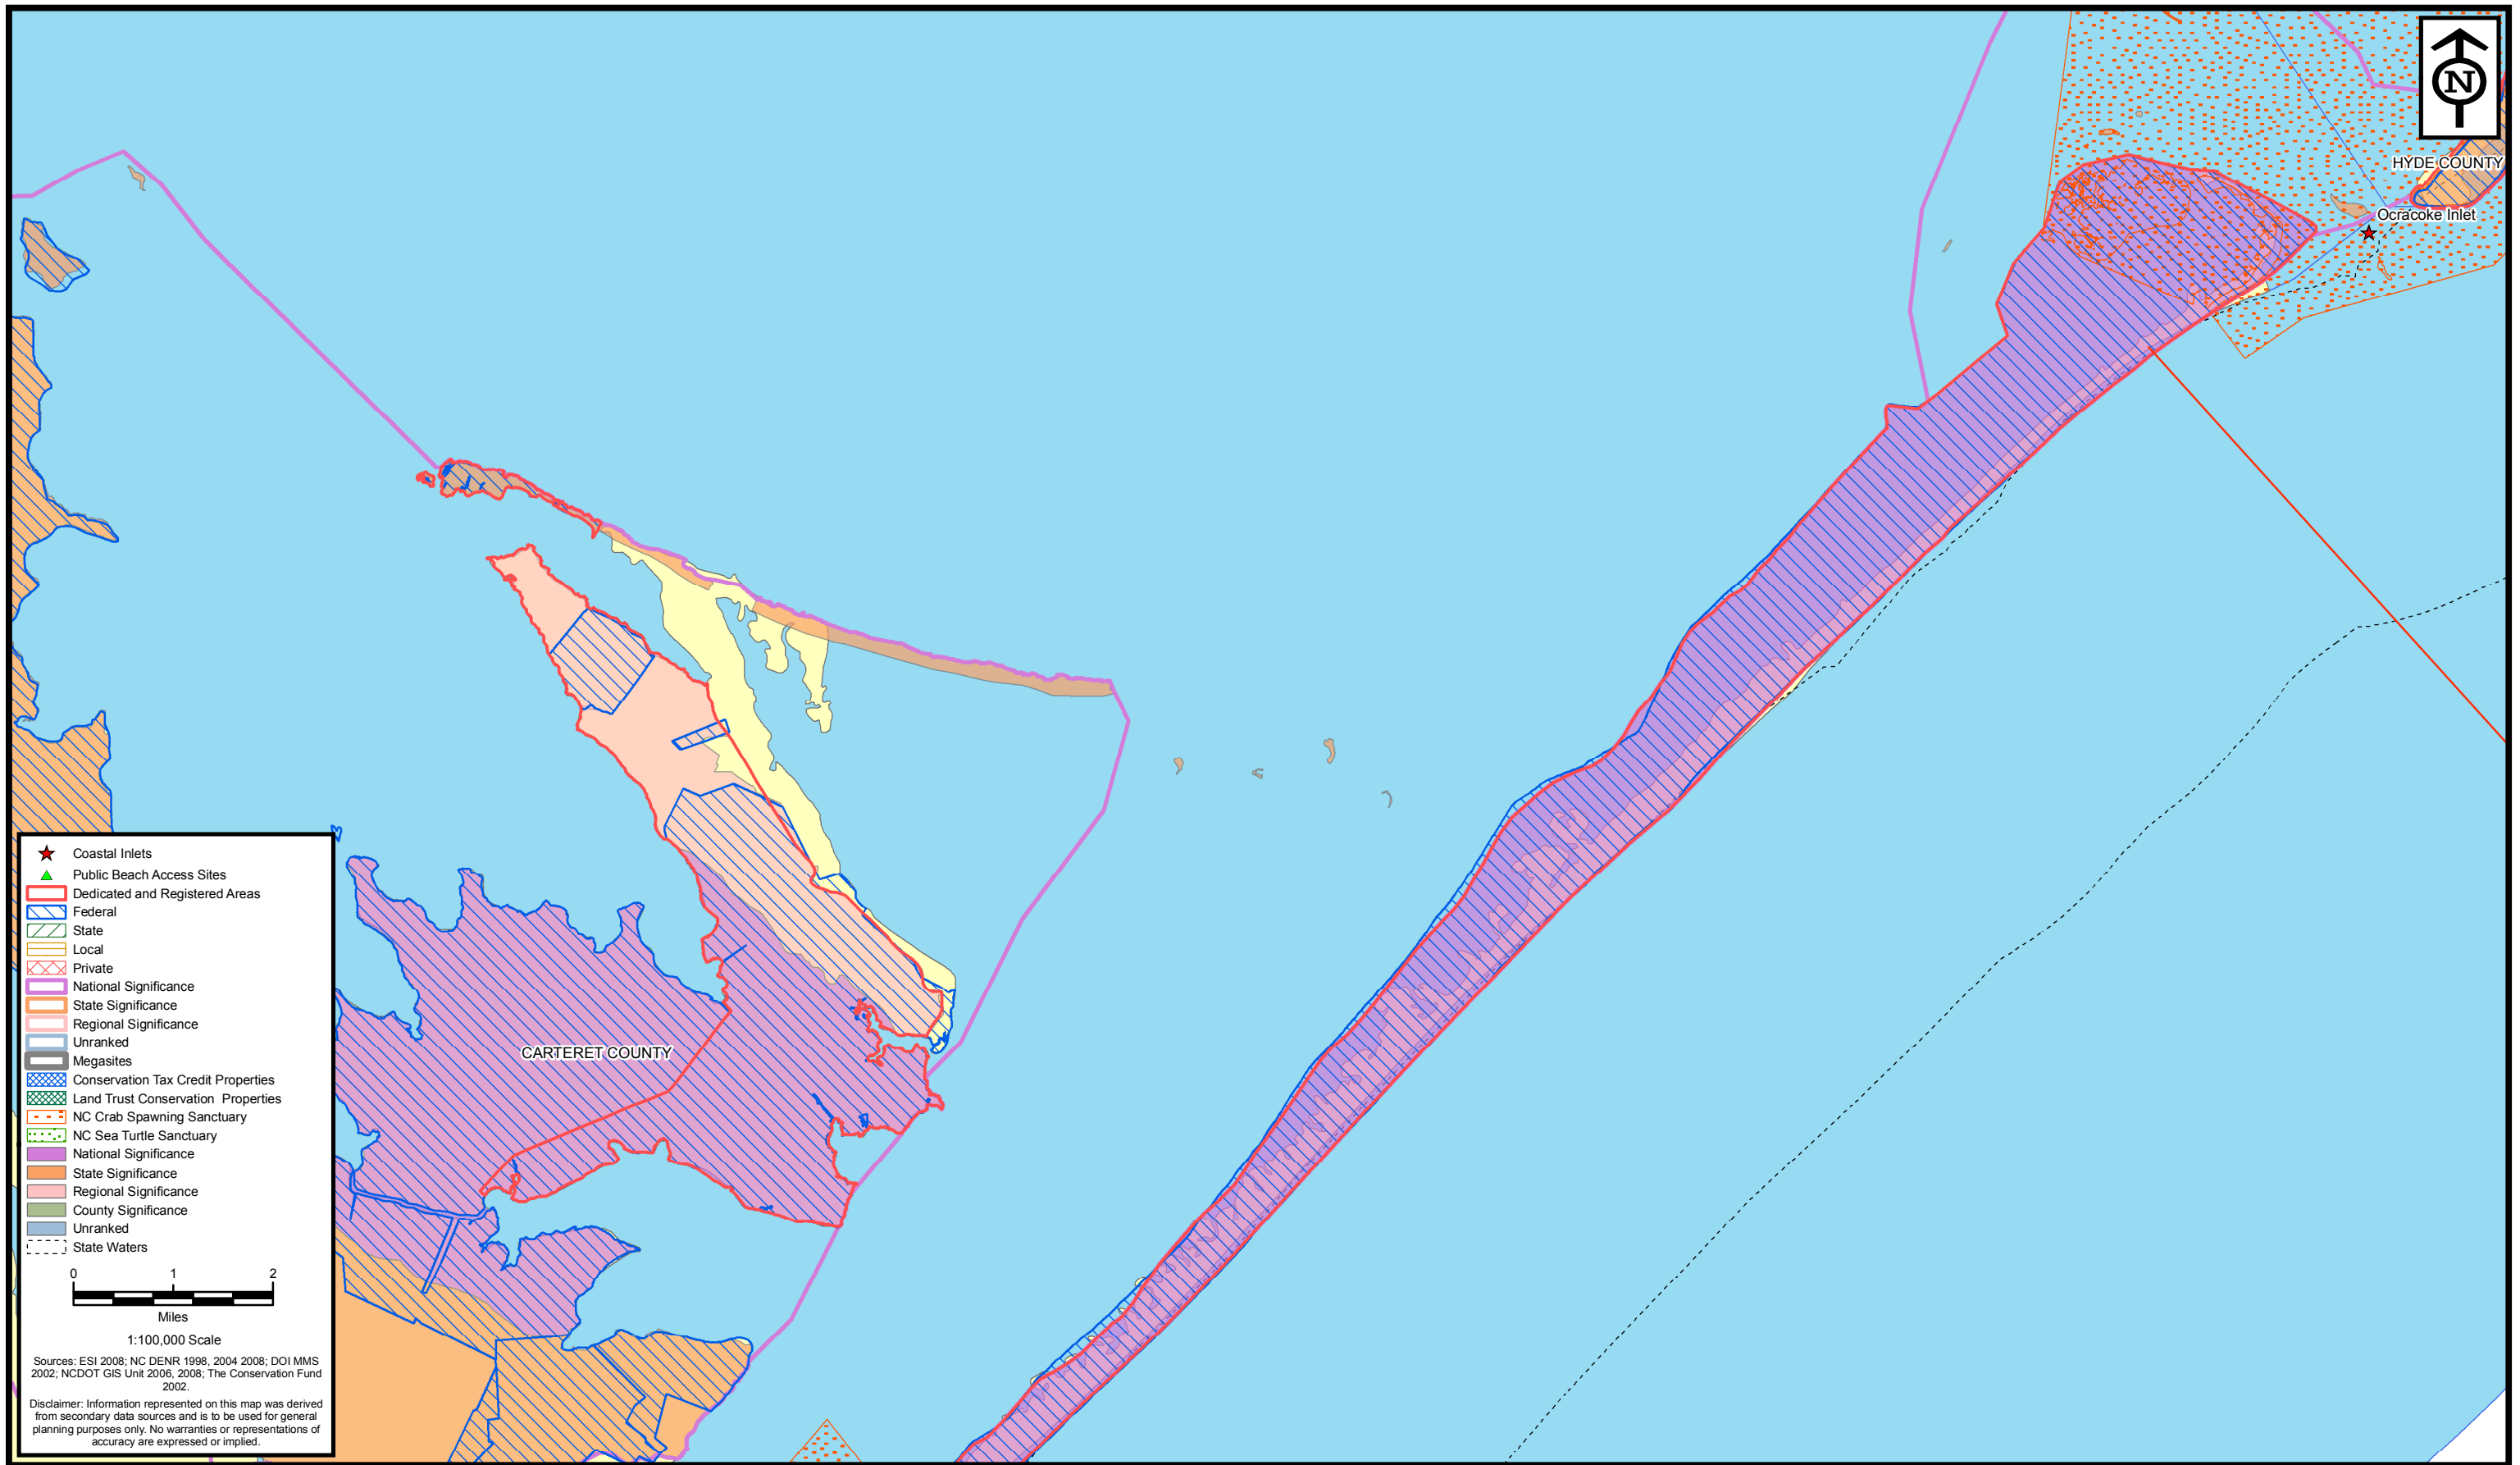 N
HYDE COUNTY
Ocracoke Inlet
CARTERET COUNTY
Coastal Inlets
Public Beach Access Sites
Dedicated and Registered Areas
Federal
State
Local
Private
National Significance
State Significance
Regional Significance
Unranked
Megasites
Conservation Tax Credit Properties
Land Trust Conservation Properties
NC Crab Spawning Sanctuary
NC Sea Turtle Sanctuary
National Significance
State Significance
Regional Significance
County Significance
Unranked
State Waters
0 1 2
Miles
1:100,000 Scale
Sources: ESI 2008; NC DENR 1998, 2004 2008; DOI MMS
2002; NCDOT GIS Unit 2006, 2008; The Conservation Fund
2002.
Disclaimer: Information represented on this map was derived
from secondary data sources and is to be used for general
planning purposes only. No warranties or representations of
accuracy are expressed or implied.